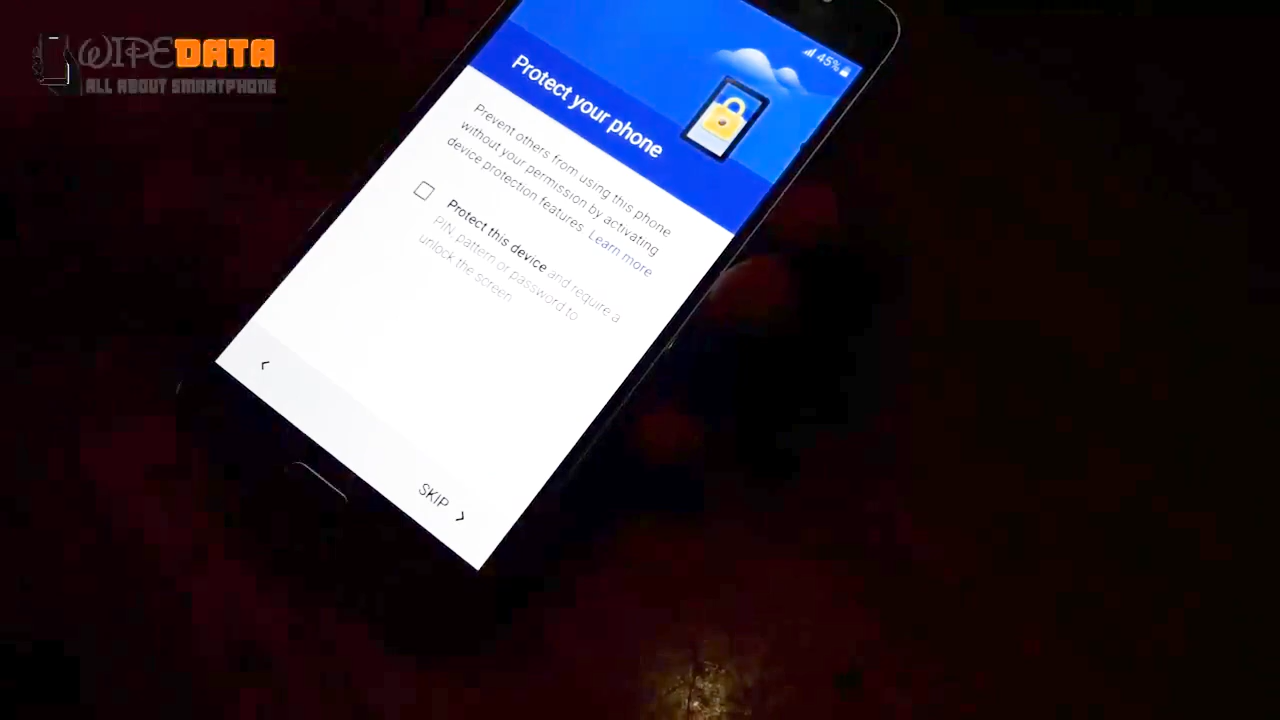 WIPEDATA
ALL ABOUT SMARTPHONE
45%
Protect your phone
Prevent others from using this phone
without your permission by activating
device protection features. Learn more
Protect this device and require a
PIN, pattern or password to
unlock the screen.
SKIP